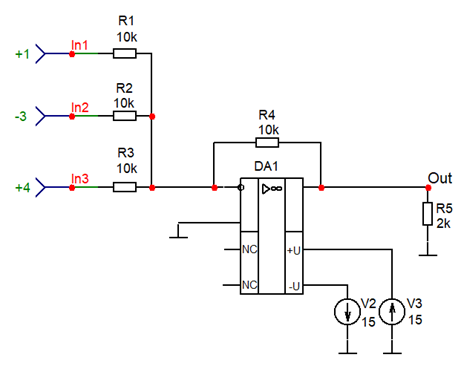 R1
10k
+1
In1
R2
10k
-3
In2
R3
10k
+4
In3
R4
10k
DA1
▷∞
Out
R5
2k
NC
+U
NC
-U
V2
15
V3
15